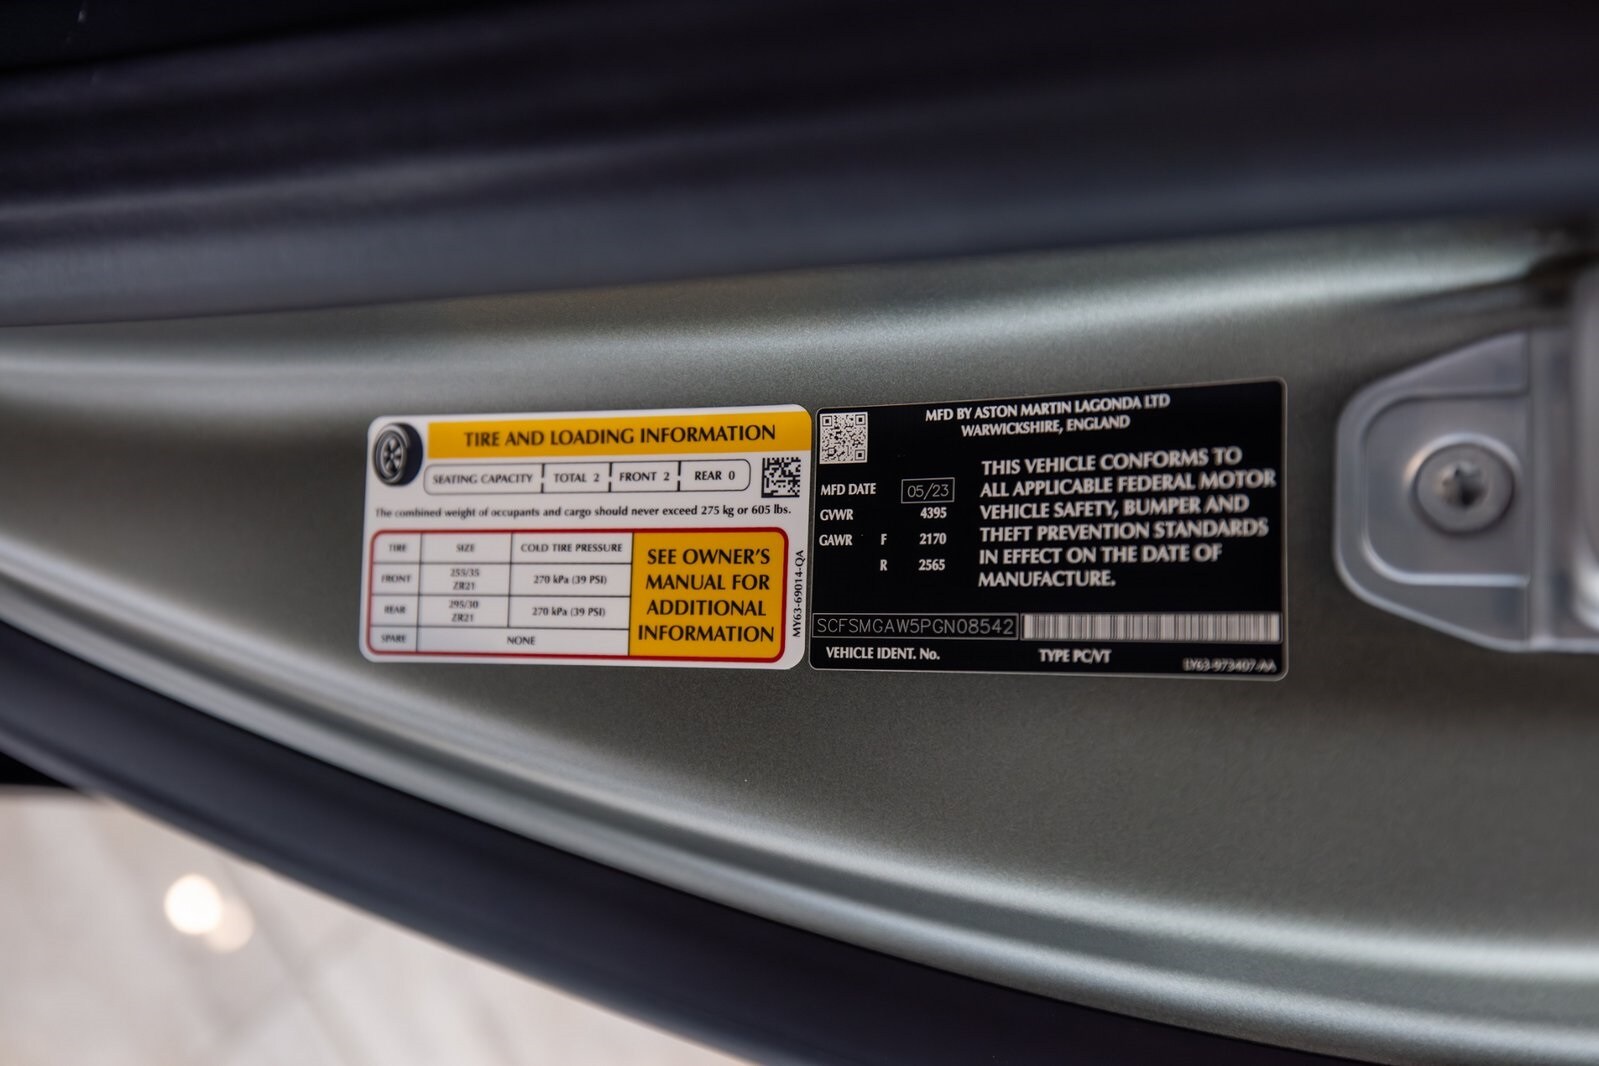 TIRE AND LOADING INFORMATION
SEATING CAPACITY TOTAL 2 FRONT 2 REAR 0
The combined weight of occupants and cargo should never exceed 275 kg or 605 lbs.
TIRE SIZE COLD TIRE PRESSURE
FRONT 255/35 ZR21 270 kPa (39 PSI)
REAR 295/30 ZR21 270 kPa (39 PSI)
SPARE NONE
SEE OWNER'S
MANUAL FOR
ADDITIONAL
INFORMATION
MY63-69014-QA
MFD BY ASTON MARTIN LAGONDA LTD
WARWICKSHIRE, ENGLAND
MFD DATE 05/23
GVWR 4395
GAWR F 2170
R 2565
THIS VEHICLE CONFORMS TO
ALL APPLICABLE FEDERAL MOTOR
VEHICLE SAFETY, BUMPER AND
THEFT PREVENTION STANDARDS
IN EFFECT ON THE DATE OF
MANUFACTURE.
SCFSMGAW5PGN08542
VEHICLE IDENT. No. TYPE PC/VT
LY63-973407-AA